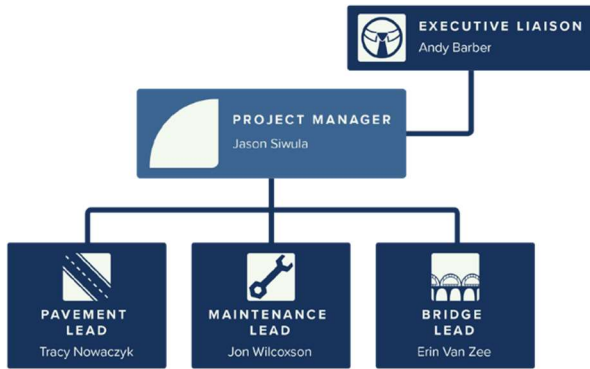 EXECUTIVE LIAISON
Andy Barber
PROJECT MANAGER
Jason Siwula
PAVEMENT
LEAD
Tracy Nowaczyk
MAINTENANCE
LEAD
Jon Wilcoxson
BRIDGE
LEAD
Erin Van Zee